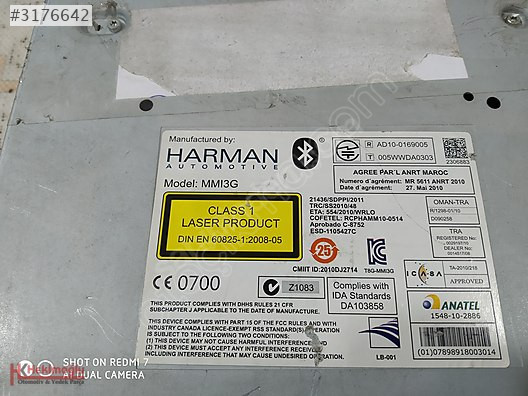 #3176642
Manufactured by:
HARMAN
AUTOMOTIVE
Model: MMI3G
R AD10-0169005
T 005WWDA0303
2306883
AGREE PAR'L ANRT MAROC
Numero d'agrément: MR 5611 ANRT 2010
Date d'agrément: 27. Mai 2010
CLASS 1
LASER PRODUCT
DIN EN 60825-1:2008-05
21436/SDPPI/2011
TRC/SS2010/48
ETA: 554/2010/WRLO
COFETEL: RCPHAMM10-0514
Aprobado C-8752
ESD-1105427C
OMAN-TRA
R/1298-01/10
D090258
TRA
REGISTERED No:
DEALER No:
25
CMIIT ID:2010DJ2714
T8G-MMI3G
ICASA
TA-2010/218
APPROVED
CE 0700
N
Z1083
Complies with
IDA Standards
DA103858
ANATEL
1548-10-2886
THIS PRODUCT COMPLIES WITH DHHS RULES 21 CFR
SUBCHAPTER J APPLICABLE TO THE DATE OF MANUFACTURE.
THIS DEVICE COMPLIES WITH PART 15 OF THE FCC RULES AND WITH
INDUSTRY CANADA LICENCE-EXEMPT RSS STANDARD(S). OPERATION
IS SUBJECT TO THE FOLLOWING TWO CONDITIONS:
(1) THIS DEVICE MAY NOT CAUSE HARMFUL INTERFERENCE, AND
(2) THIS DEVICE MUST ACCEPT ANY INTERFERENCE RECEIVED,
INCLUDING INTERFERENCE THAT MAY CAUSE UNDESIRED OPERATION.
LB-001
(01)07898918003014
SHOT ON REDMI 7
AI DUAL CAMERA
Hekimoğlu
Otomotiv & Yedek Parça